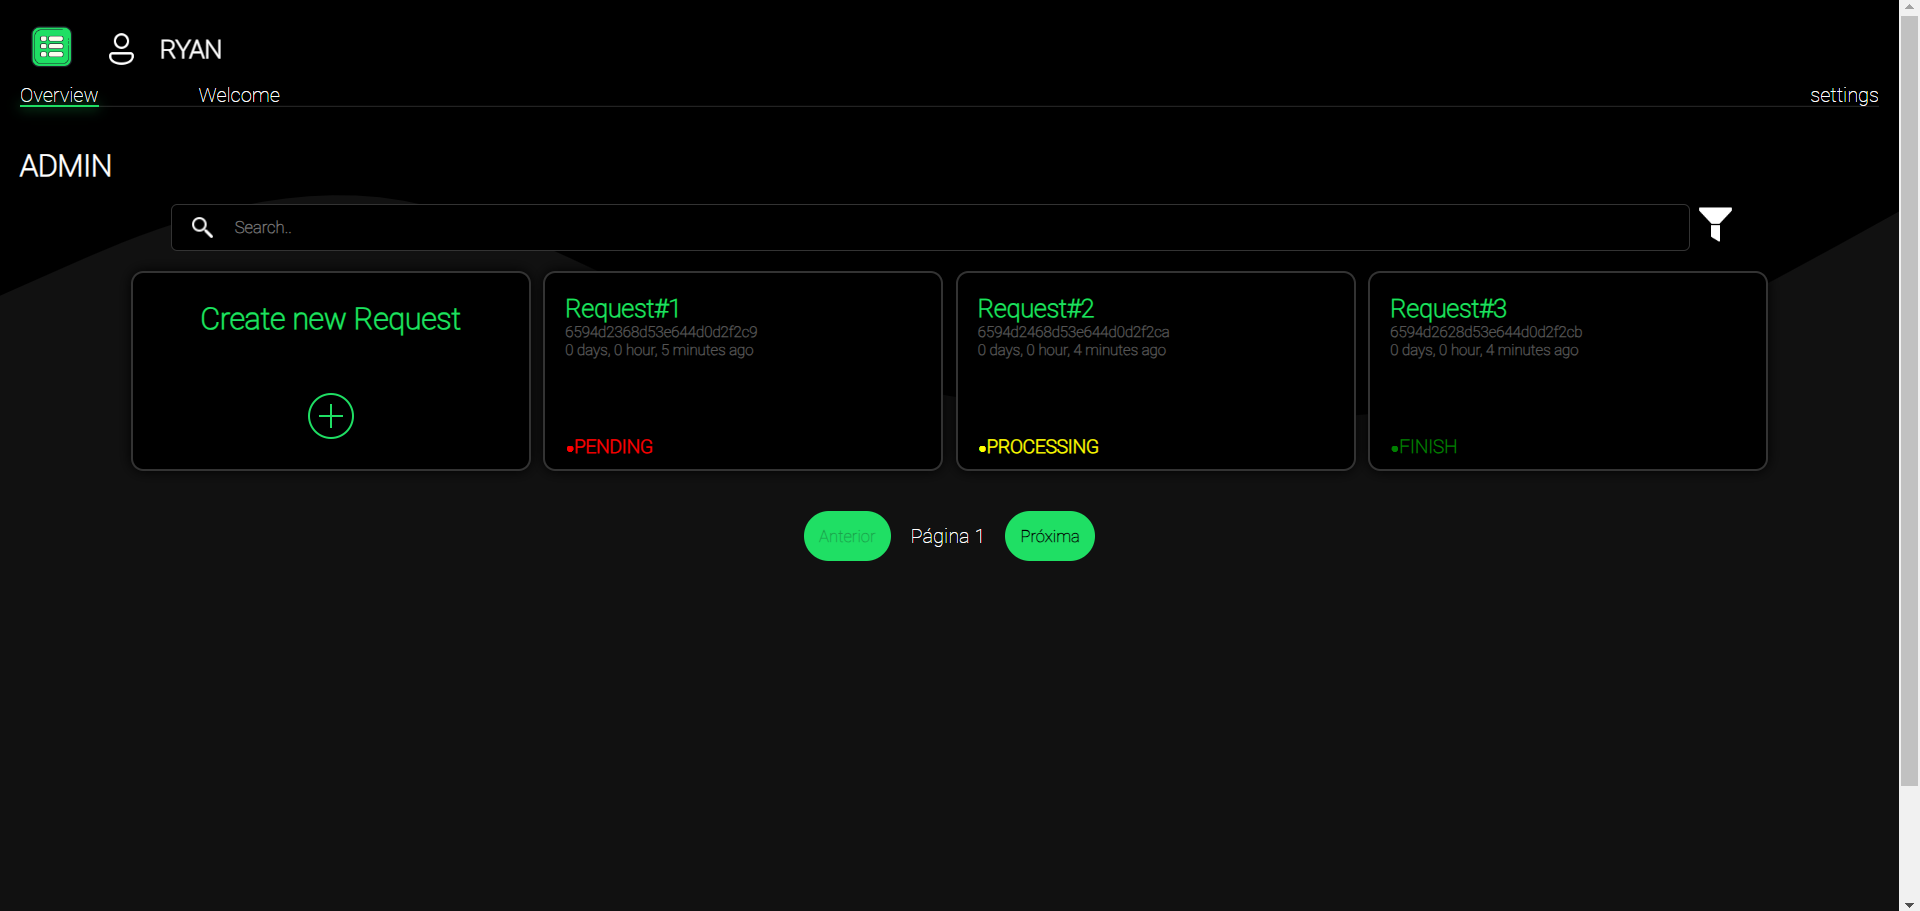 RYAN
Overview
Welcome
settings
ADMIN
Search..
Create new Request
Request#1
6594d2368d53e644d0d2f2c9
0 days, 0 hour, 5 minutes ago
•PENDING
Request#2
6594d2468d53e644d0d2f2ca
0 days, 0 hour, 4 minutes ago
•PROCESSING
Request#3
6594d2628d53e644d0d2f2cb
0 days, 0 hour, 4 minutes ago
•FINISH
Anterior
Página 1
Próxima